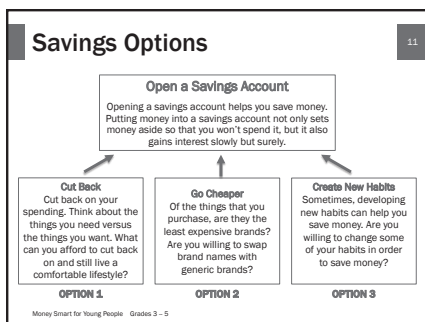 Savings Options
11
Open a Savings Account
Opening a savings account helps you save money.
Putting money into a savings account not only sets
money aside so that you won't spend it, but it also
gains interest slowly but surely.
Cut Back
Cut back on your
spending. Think about the
things you need versus
the things you want. What
can you afford to cut back
on and still live a
comfortable lifestyle?
OPTION 1
Go Cheaper
Of the things that you
purchase, are they the
least expensive brands?
Are you willing to swap
brand names with
generic brands?
OPTION 2
Create New Habits
Sometimes, developing
new habits can help you
save money. Are you
willing to change some
of your habits in order
to save money?
OPTION 3
Money Smart for Young People Grades 3 – 5